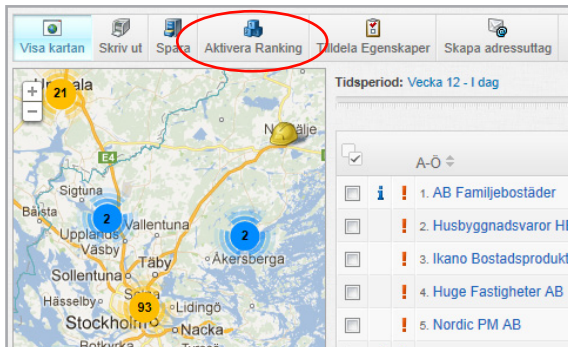 Visa kartan Skriv ut Spara Aktivera Ranking Tilldela Egenskaper Skapa adressuttag
Tidsperiod: Vecka 12 - I dag
A-Ö
1. AB Familjebostäder
2. Husbyggnadsvaror
3. Ikano Bostadsprodukt
4. Huge Fastigheter AB
5. Nordic PM AB
21
E4
Sigtuna
Bålsta
2
Vallentuna
Upplands
Väsby
2
Täby
Åkersberga
Sollentuna
Hässelby
93
Lidingö
Stockholm
Nacka